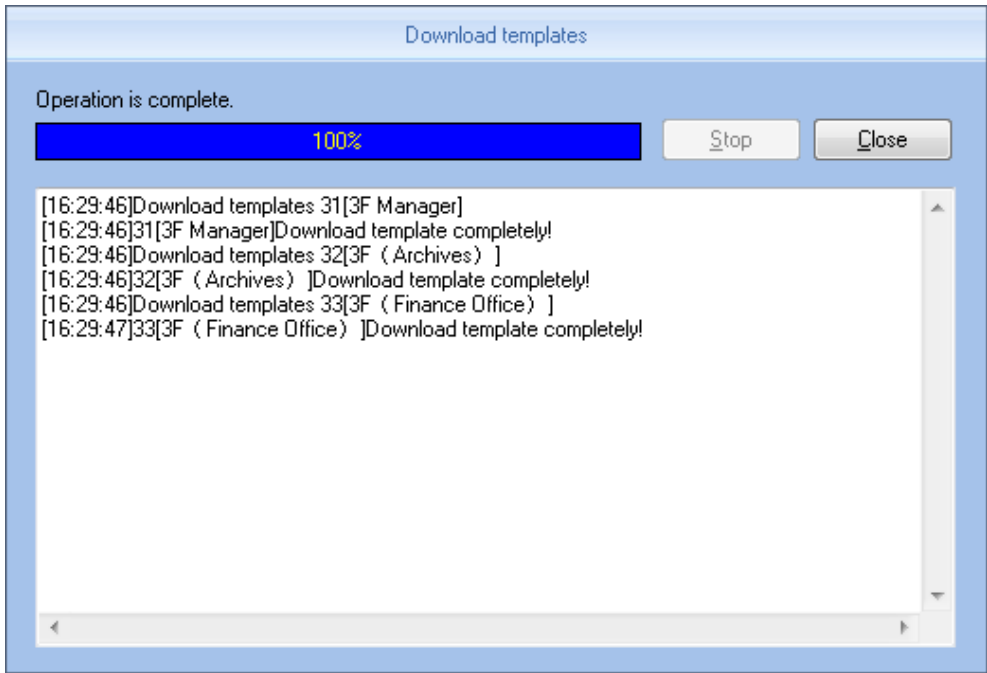 Download templates
Operation is complete.
100%
Stop
Close
[16:29:46]Download templates 31[3F Manager]
[16:29:46]31[3F Manager]Download template completely!
[16:29:46]Download templates 32[3F（Archives）]
[16:29:46]32[3F（Archives）]Download template completely!
[16:29:46]Download templates 33[3F（Finance Office）]
[16:29:47]33[3F（Finance Office）]Download template completely!